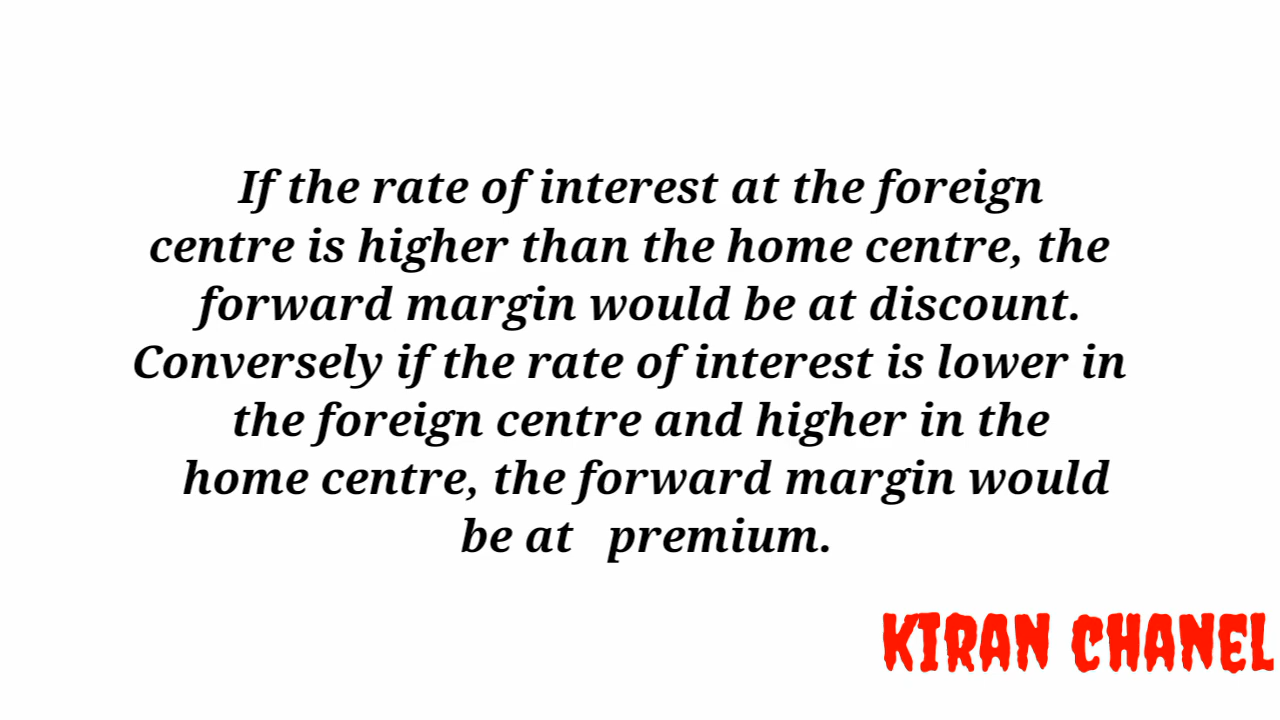 If the rate of interest at the foreign
centre is higher than the home centre, the
forward margin would be at discount.
Conversely if the rate of interest is lower in
the foreign centre and higher in the
home centre, the forward margin would
be at premium.
KIRAN CHANEL